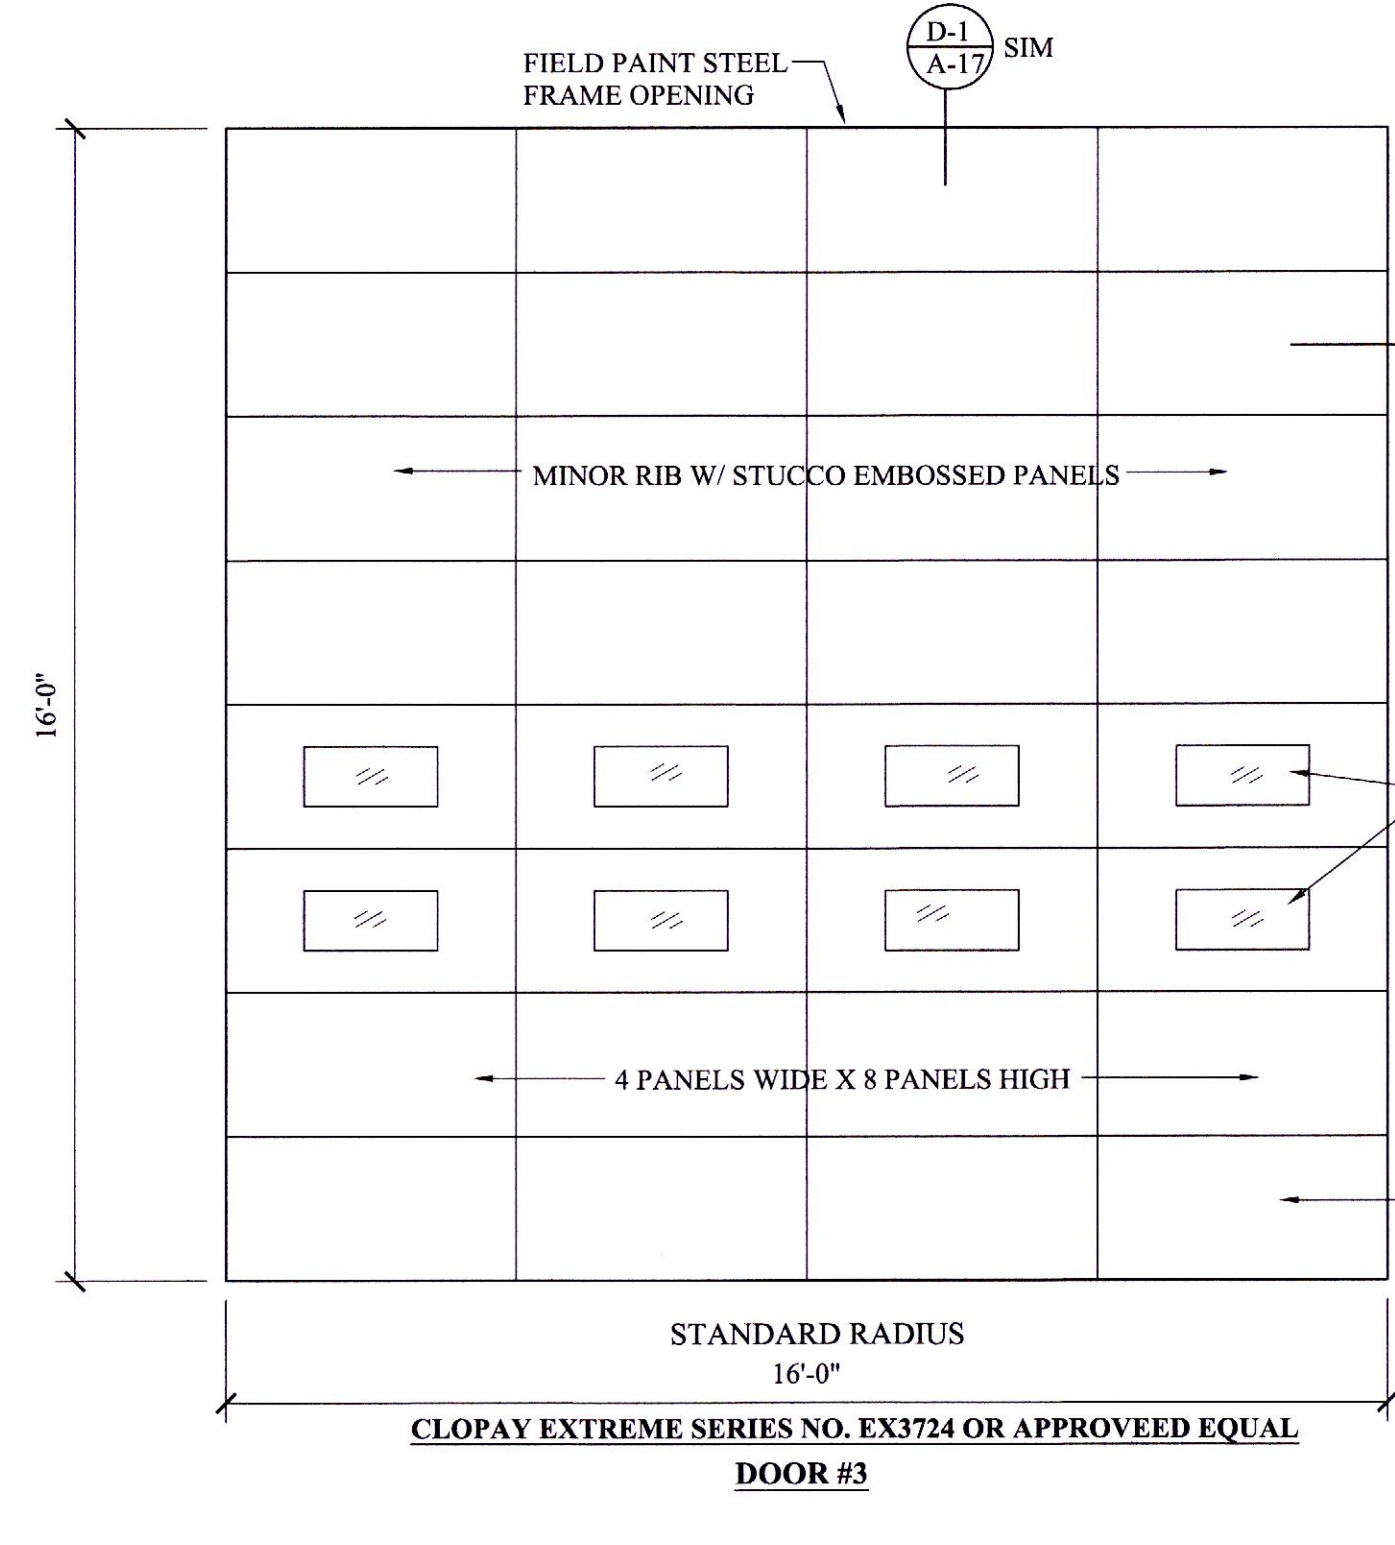 D-1
A-17
SIM
FIELD PAINT STEEL
FRAME OPENING
MINOR RIB W/ STUCCO EMBOSSED PANELS
16'-0"
4 PANELS WIDE X 8 PANELS HIGH
STANDARD RADIUS
16'-0"
CLOPAY EXTREME SERIES NO. EX3724 OR APPROVEED EQUAL
DOOR #3